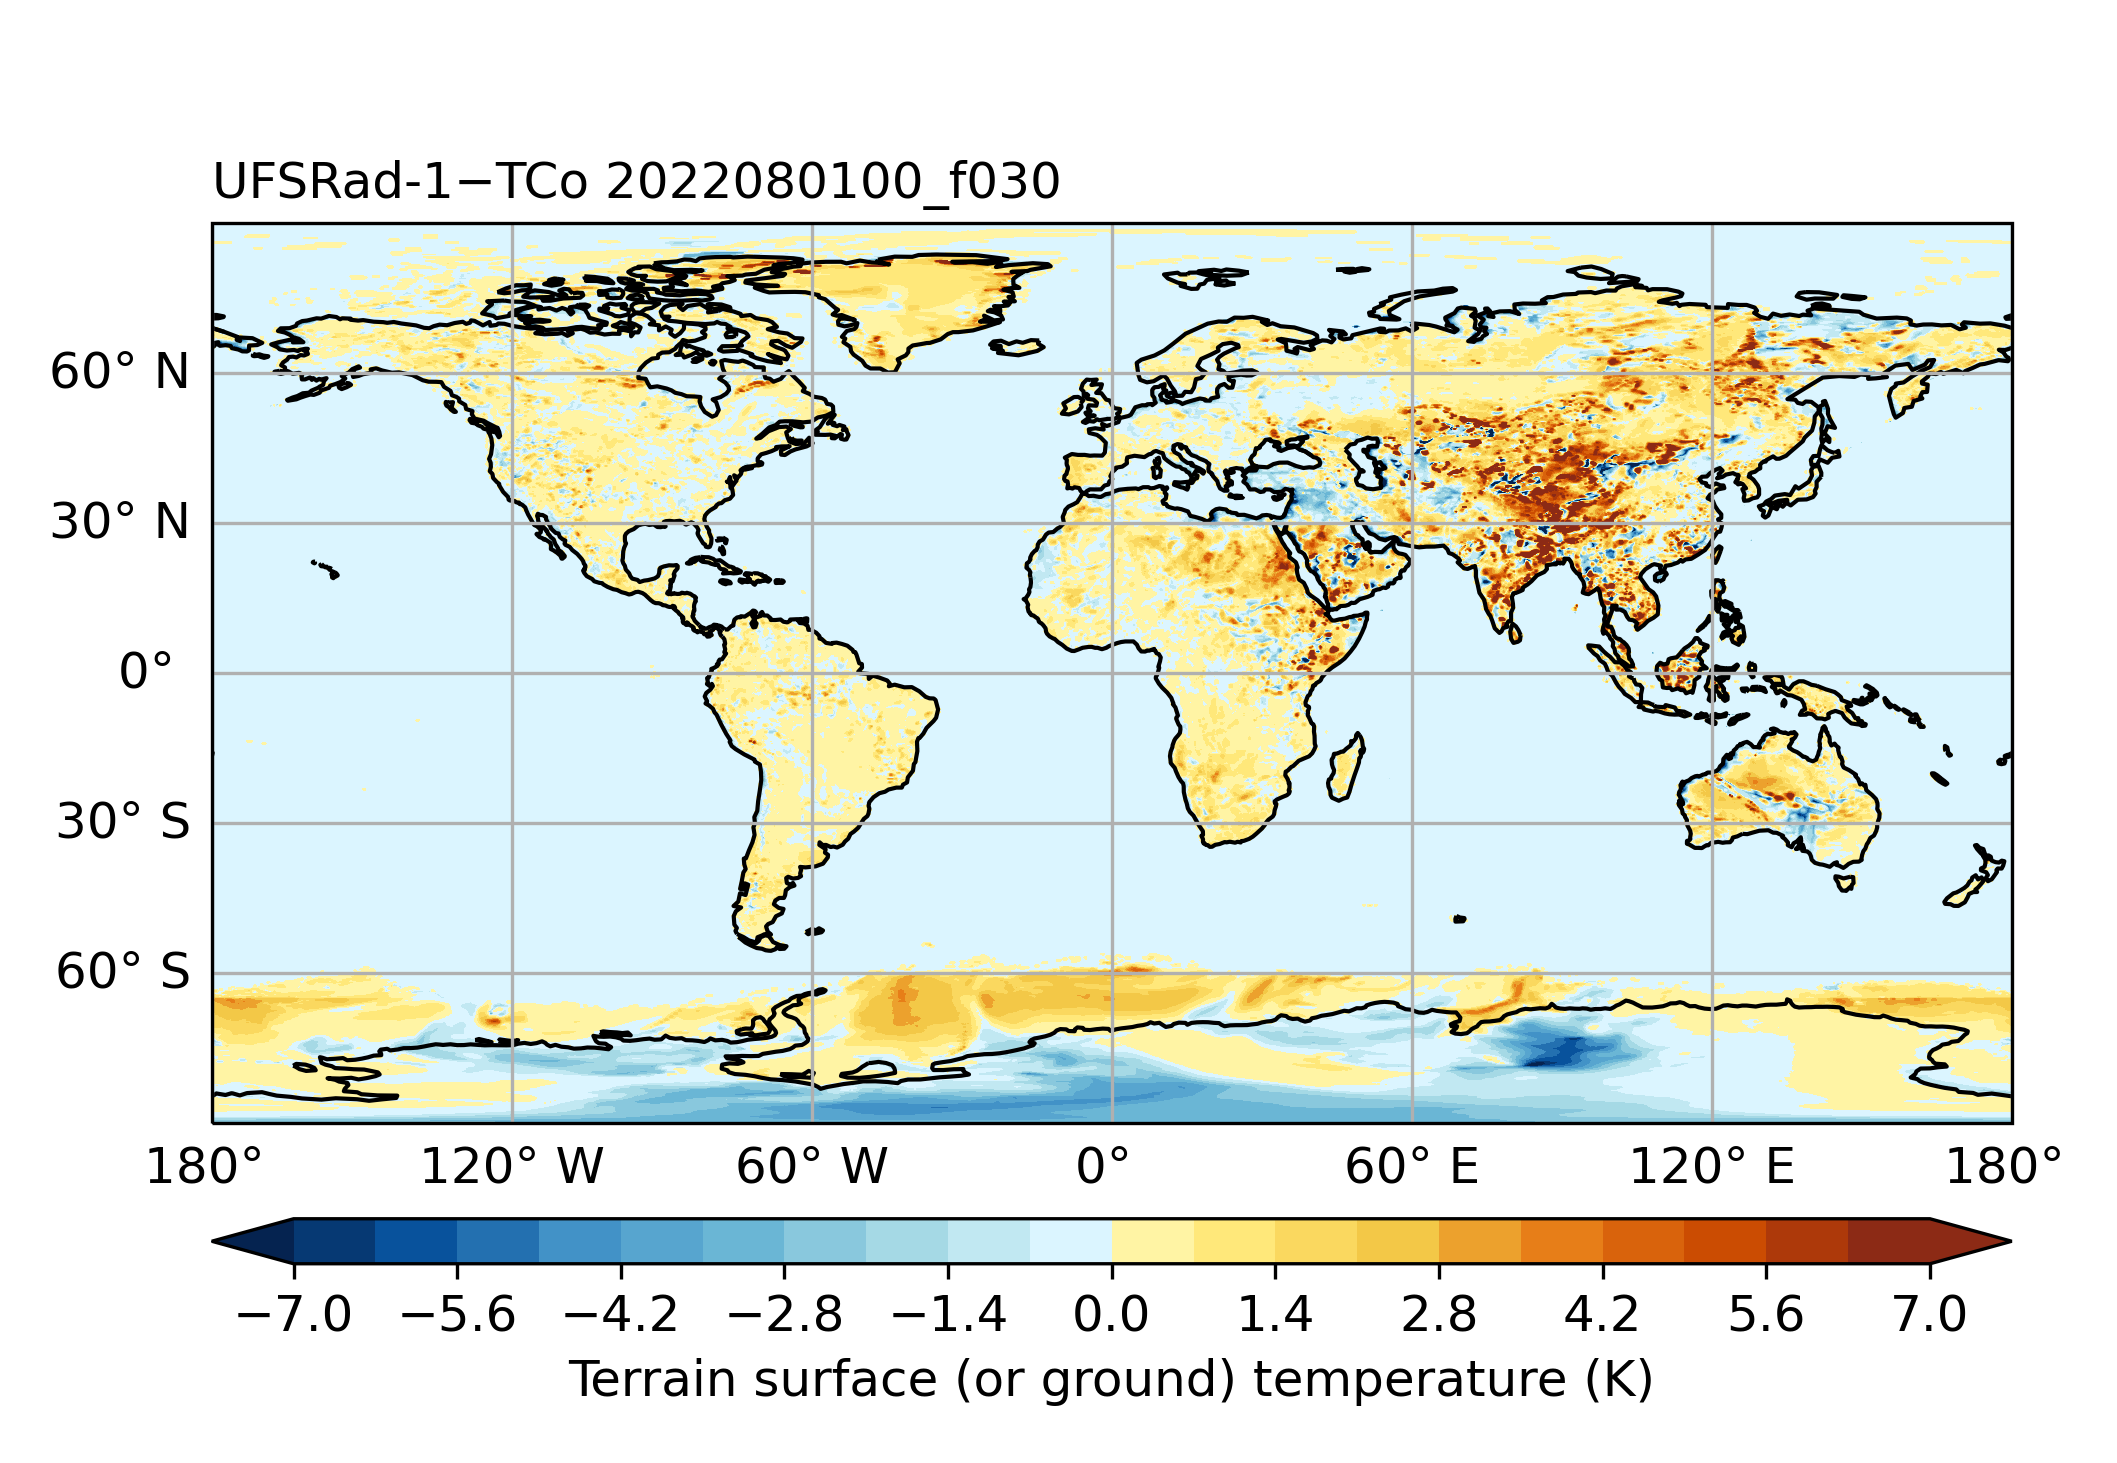 UFSRad-1−TCo 2022080100_f030
60° N
30° N
0°
30° S
60° S
180° 120° W 60° W 0° 60° E 120° E 180°
−7.0 −5.6 −4.2 −2.8 −1.4 0.0 1.4 2.8 4.2 5.6 7.0
Terrain surface (or ground) temperature (K)